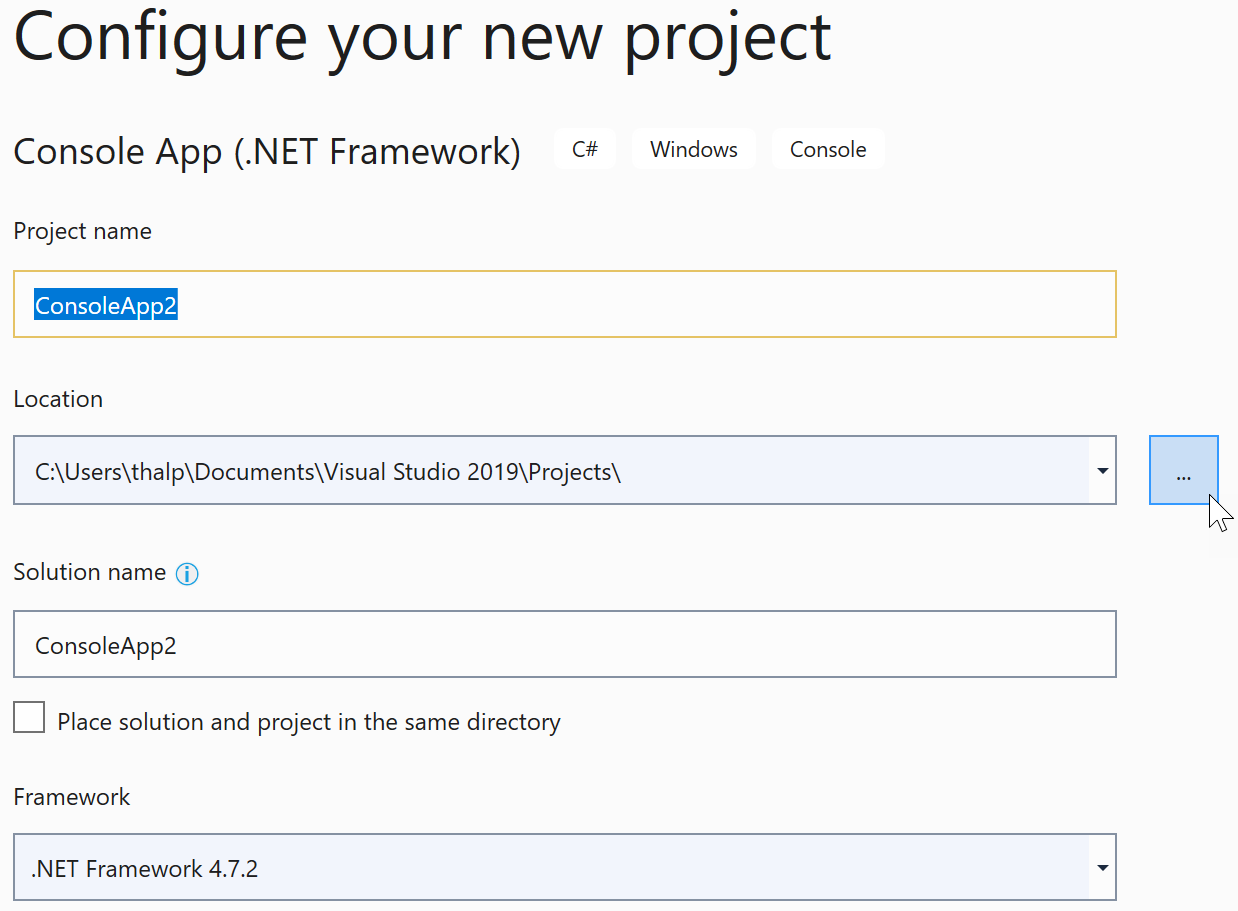 Configure your new project
Console App (.NET Framework) C# Windows Console
Project name
ConsoleApp2
Location
C:\Users\thalp\Documents\Visual Studio 2019\Projects\
...
Solution name
ConsoleApp2
Place solution and project in the same directory
Framework
.NET Framework 4.7.2